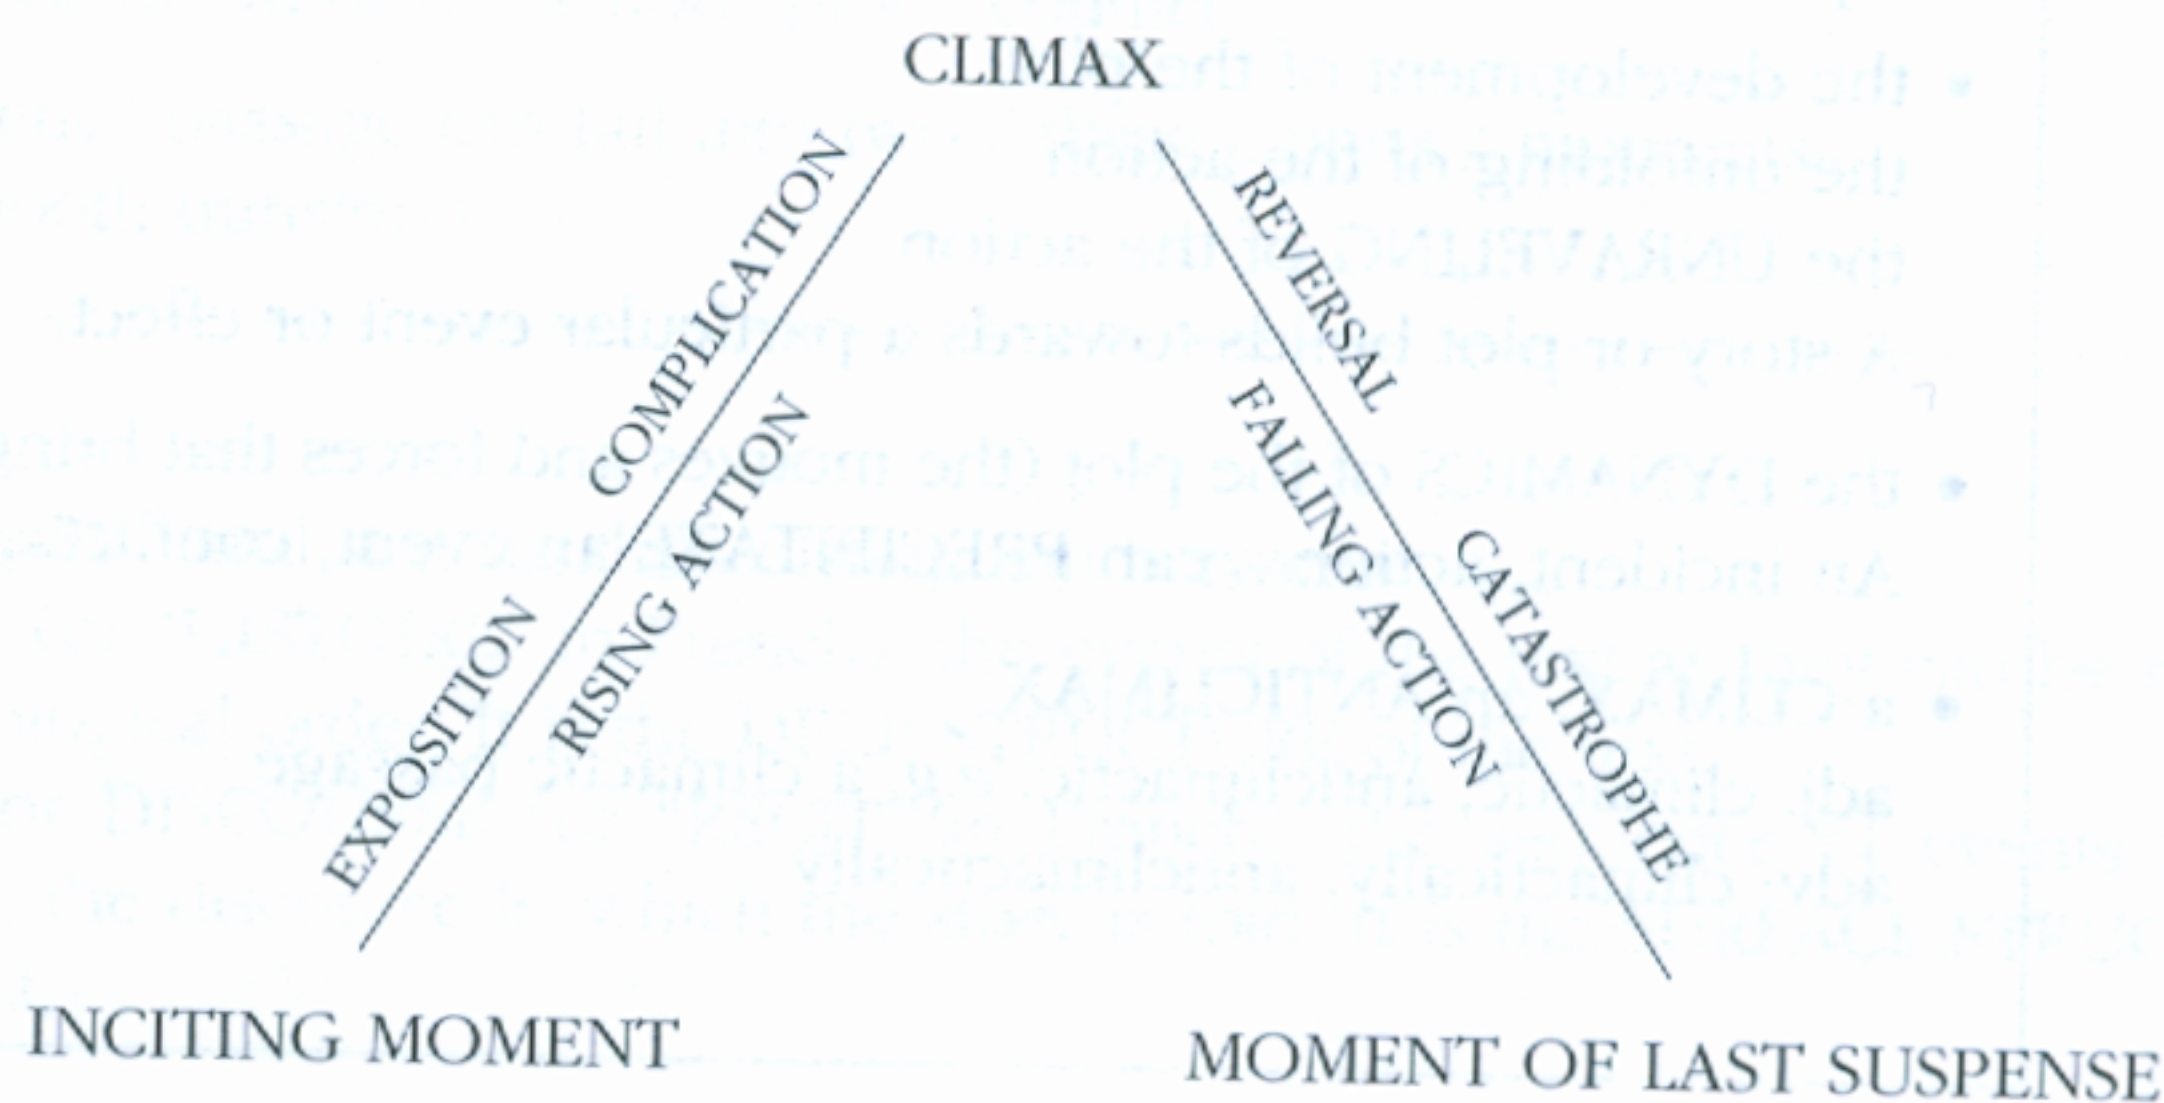 CLIMAX
COMPLICATION
EXPOSITION
RISING ACTION
REVERSAL
FALLING ACTION
CATASTROPHE
INCITING MOMENT
MOMENT OF LAST SUSPENSE